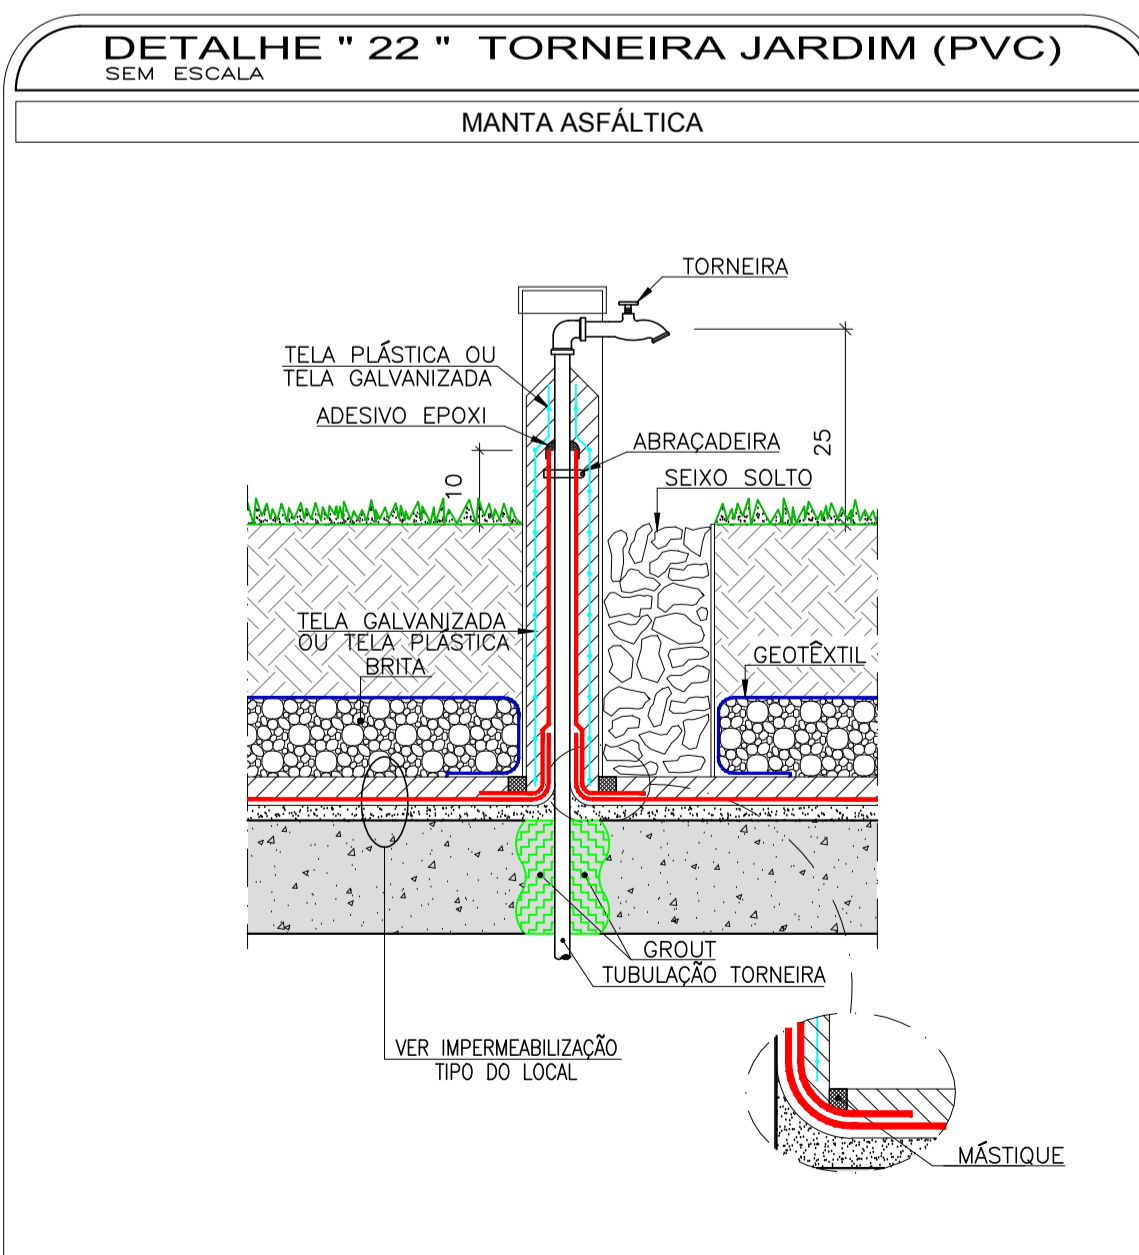 DETALHE " 22 " TORNEIRA JARDIM (PVC)
SEM ESCALA
MANTA ASFÁLTICA
TORNEIRA
TELA PLÁSTICA OU
TELA GALVANIZADA
ADESIVO EPOXI
ABRAÇADEIRA
25
10
SEIXO SOLTO
TELA GALVANIZADA
OU TELA PLÁSTICA
BRITA
GEOTÊXTIL
GROUT
TUBULAÇÃO TORNEIRA
VER IMPERMEABILIZAÇÃO
TIPO DO LOCAL
MÁSTIQUE